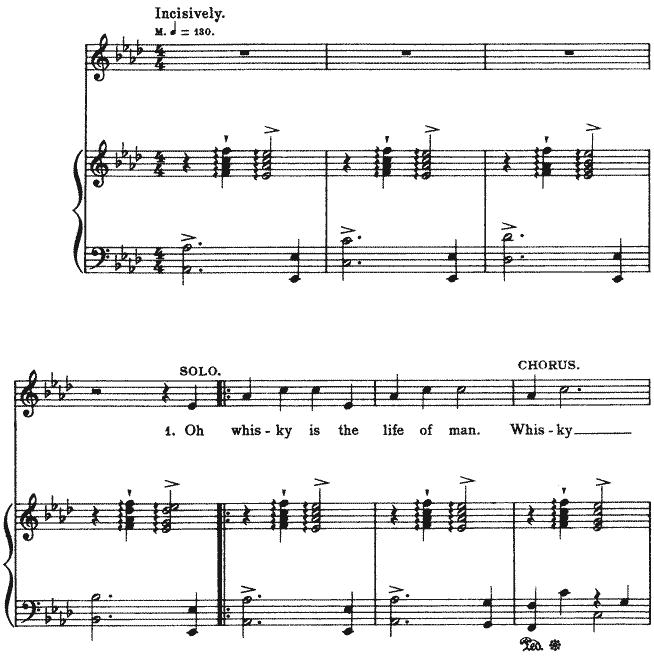 Incisively.
M. ♩ = 130.
SOLO.
CHORUS.
1. Oh whis - ky is the life of man. Whis - ky
Ped. *